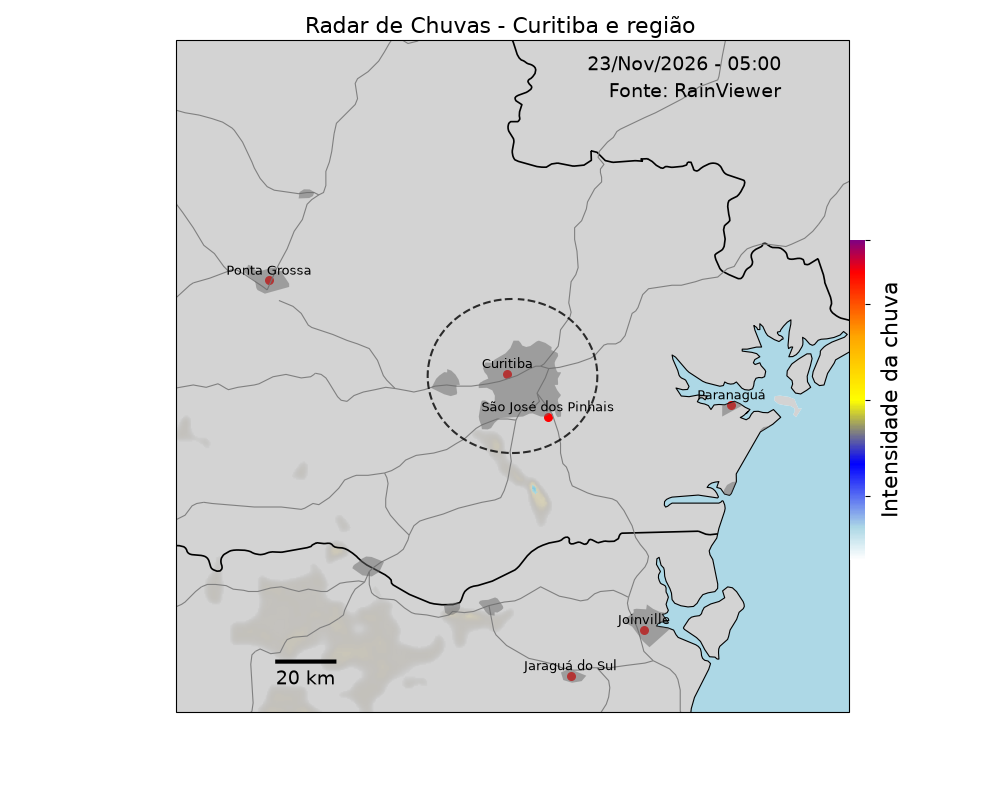 Radar de Chuvas - Curitiba e região
23/Nov/2026 - 05:00
Fonte: RainViewer
Ponta Grossa
Curitiba
Paranaguá
São José dos Pinhais
Intensidade da chuva
Joinville
Jaraguá do Sul
20 km